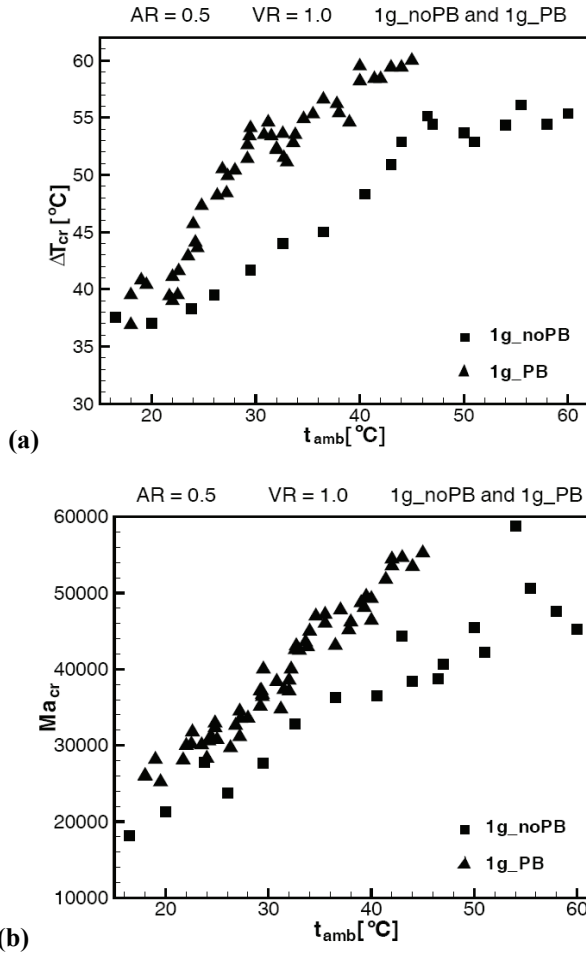 AR = 0.5 VR = 1.0 1g_noPB and 1g_PB
60
55
50
45
40
35
30
ΔTcr [°C]
1g_noPB
1g_PB
20 30 40 50 60
tamb[°C]
(a)
AR = 0.5 VR = 1.0 1g_noPB and 1g_PB
60000
50000
40000
30000
20000
10000
Macr
1g_noPB
1g_PB
20 30 40 50 60
tamb[°C]
(b)